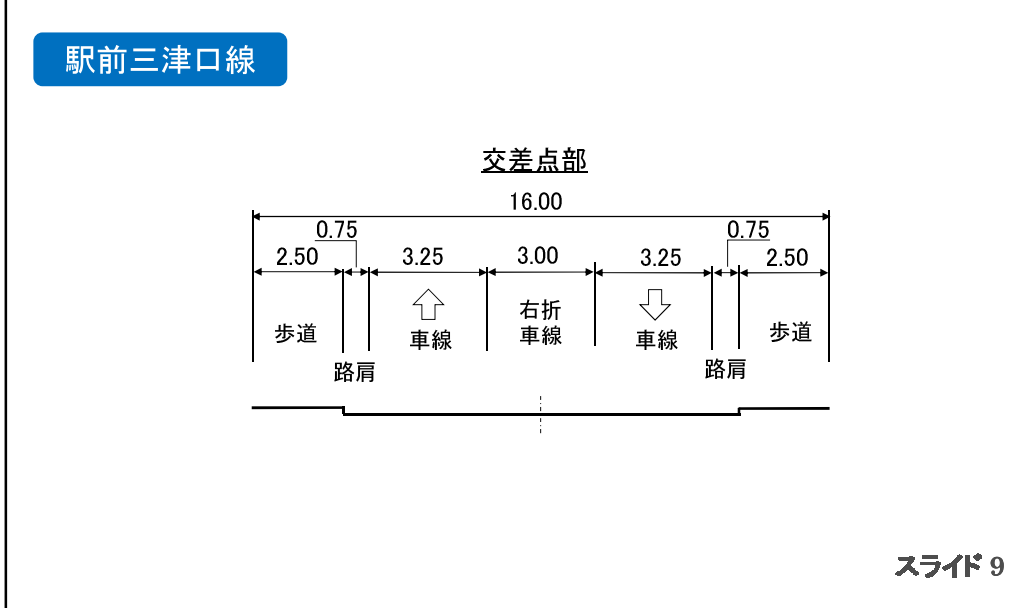 駅前三津口線
交差点部
16.00
0.75
0.75
2.50
3.25
3.00
3.25
2.50
歩道
車線
右折
車線
車線
歩道
路肩
路肩
スライド 9